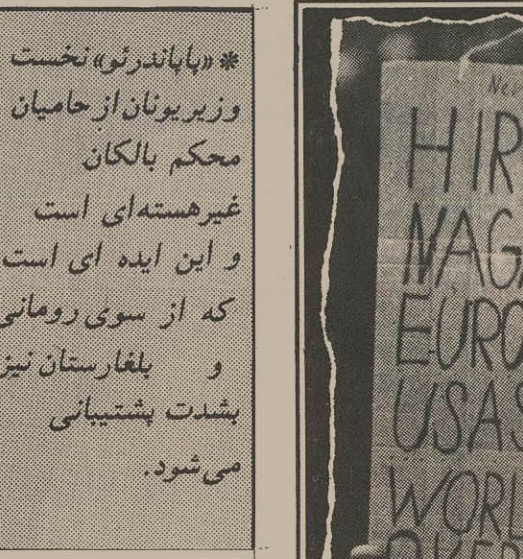 * «پاپاندرئو» نخست
وزیر یونان از حامیان
محکم بالکان
غیرهسته‌ای است
و این ایده ای است
که از سوی رومانی
و بلغارستان نیز
بشدت پشتیبانی
می‌شود.
HIR
NAG
EURO
USAS
WORL
OVER